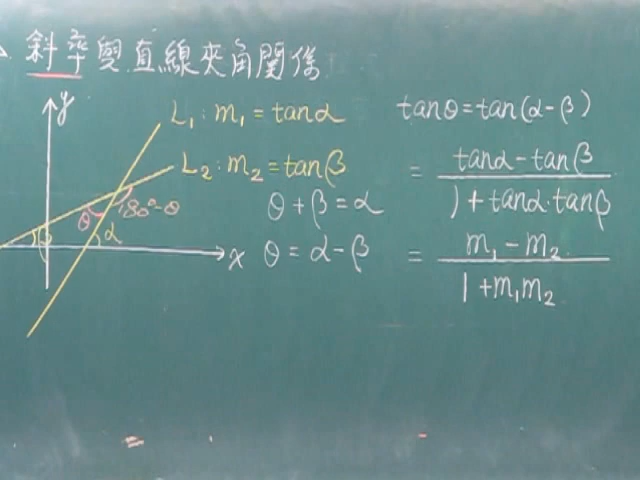 斜率與直線夾角關係
y
L₁: m₁ = tanα
L₂: m₂ = tanβ
θ + β = α
θ = α - β
tanθ = tan(α - β)
= (tanα - tanβ) / (1 + tanα·tanβ)
= (m₁ - m₂) / (1 + m₁m₂)
θ
180° - θ
β
α
x